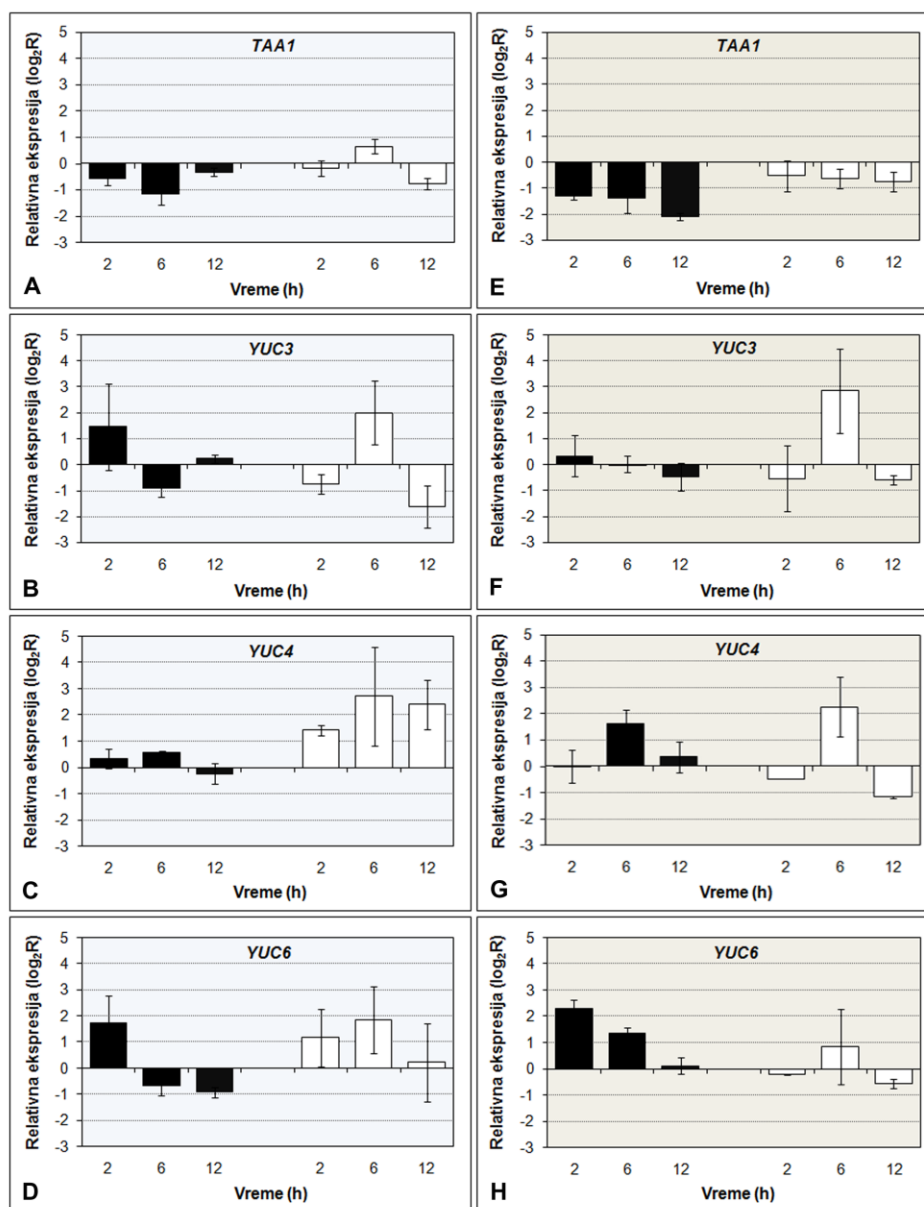 TAA1
Relativna ekspresija (log₂R)
5
4
3
2
1
0
-1
-2
-3
2 6 12 2 6 12
Vreme (h)
A
TAA1
Relativna ekspresija (log₂R)
5
4
3
2
1
0
-1
-2
-3
2 6 12 2 6 12
Vreme (h)
E
YUC3
Relativna ekspresija (log₂R)
5
4
3
2
1
0
-1
-2
-3
2 6 12 2 6 12
Vreme (h)
B
YUC3
Relativna ekspresija (log₂R)
5
4
3
2
1
0
-1
-2
-3
2 6 12 2 6 12
Vreme (h)
F
YUC4
Relativna ekspresija (log₂R)
5
4
3
2
1
0
-1
-2
-3
2 6 12 2 6 12
Vreme (h)
C
YUC4
Relativna ekspresija (log₂R)
5
4
3
2
1
0
-1
-2
-3
2 6 12 2 6 12
Vreme (h)
G
YUC6
Relativna ekspresija (log₂R)
5
4
3
2
1
0
-1
-2
-3
2 6 12 2 6 12
Vreme (h)
D
YUC6
Relativna ekspresija (log₂R)
5
4
3
2
1
0
-1
-2
-3
2 6 12 2 6 12
Vreme (h)
H